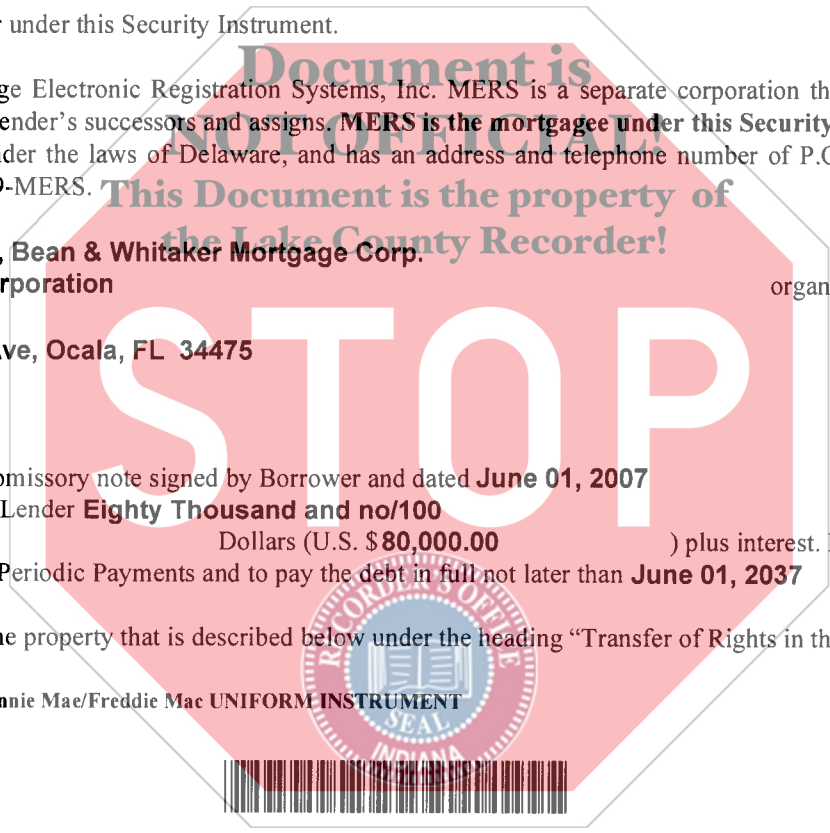 under this Security Instrument.
Document is
ge Electronic Registration Systems, Inc. MERS is a separate corporation th
ender's successors and assigns. MERS is the mortgagee under this Security
NOT OFFICIAL!
der the laws of Delaware, and has an address and telephone number of P.O
-MERS. This Document is the property of
the Lake County Recorder!
, Bean & Whitaker Mortgage Corp.
rporation organ
STOP
ve, Ocala, FL 34475
omissory note signed by Borrower and dated June 01, 2007
Lender Eighty Thousand and no/100
Dollars (U.S. $80,000.00 ) plus interest.
Periodic Payments and to pay the debt in full not later than June 01, 2037
RECORDER'S OFFICE
ne property that is described below under the heading “Transfer of Rights in th
nnie Mae/Freddie Mac UNIFORM INSTRUMENT
SEAL
INDIANA